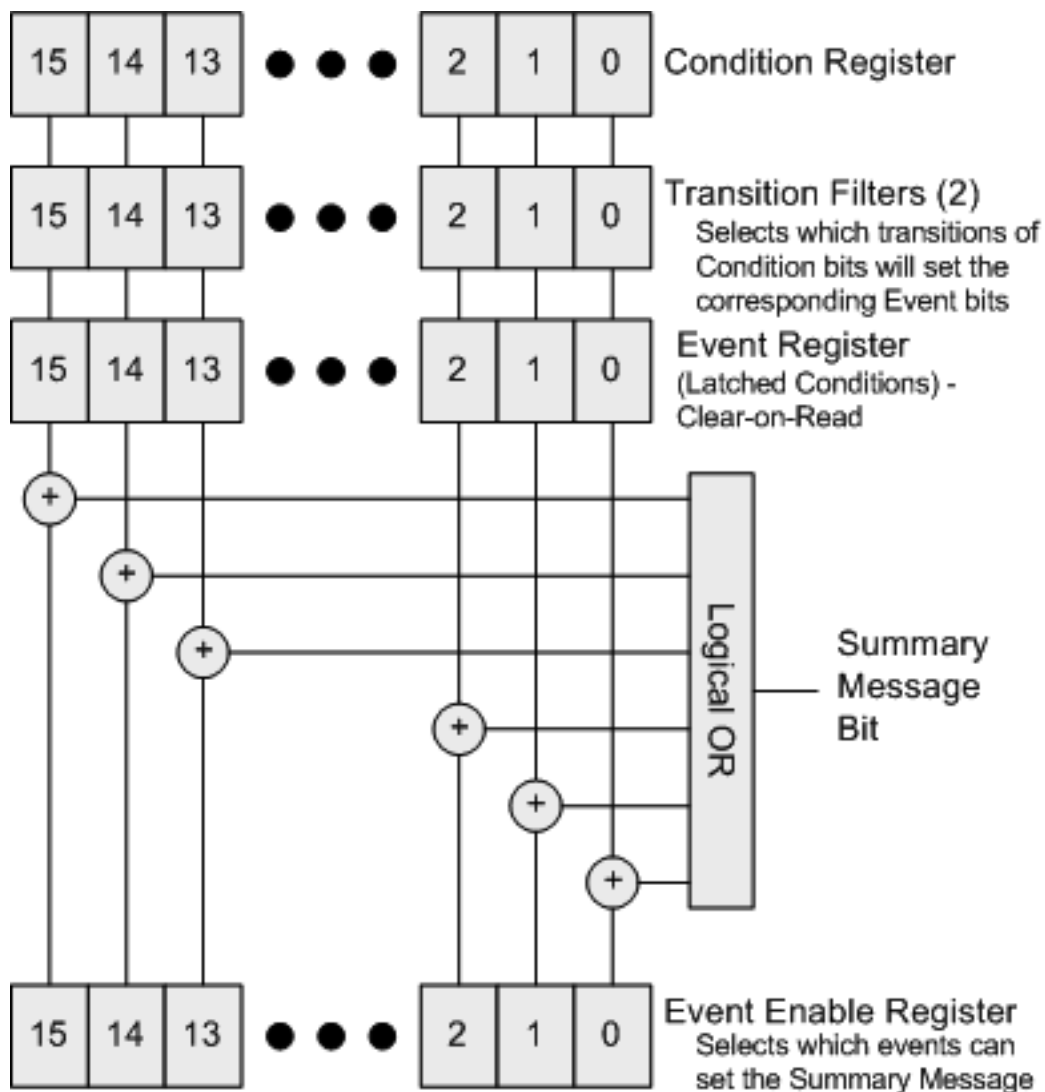 15 14 13 2 1 0 Condition Register
15 14 13 2 1 0 Transition Filters (2)
Selects which transitions of
Condition bits will set the
corresponding Event bits
15 14 13 2 1 0 Event Register
(Latched Conditions) -
Clear-on-Read
+
+
+
+
+
+
Logical OR
Summary
Message
Bit
15 14 13 2 1 0 Event Enable Register
Selects which events can
set the Summary Message